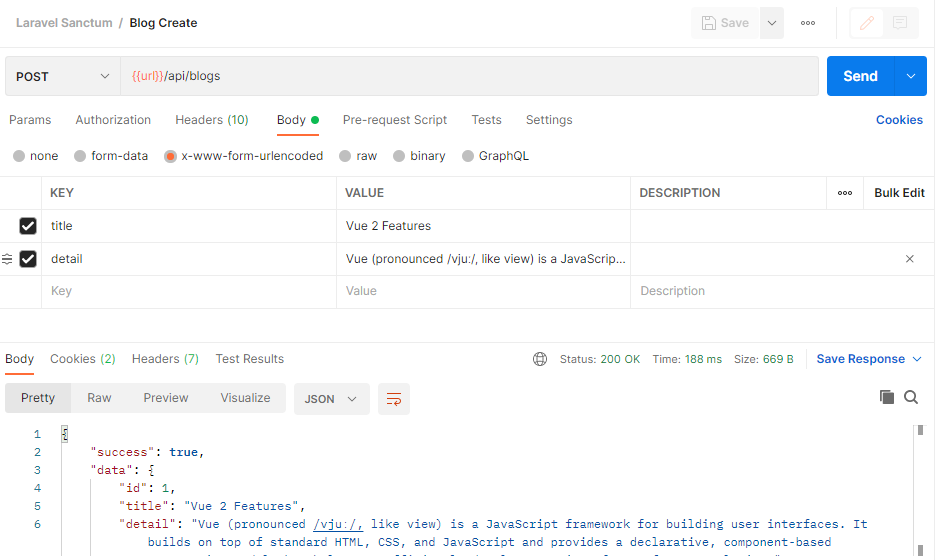 Laravel Sanctum / Blog Create
Save
POST
{{url}}/api/blogs
Send
Params Authorization Headers (10) Body Pre-request Script Tests Settings Cookies
none form-data x-www-form-urlencoded raw binary GraphQL
KEY VALUE DESCRIPTION Bulk Edit
title Vue 2 Features
detail Vue (pronounced /vjuː/, like view) is a JavaScrip...
Key Value Description
Body Cookies (2) Headers (7) Test Results Status: 200 OK Time: 188 ms Size: 669 B Save Response
Pretty Raw Preview Visualize JSON
1 {
2 "success": true,
3 "data": {
4 "id": 1,
5 "title": "Vue 2 Features",
6 "detail": "Vue (pronounced /vjuː/, like view) is a JavaScript framework for building user interfaces. It
builds on top of standard HTML, CSS, and JavaScript and provides a declarative, component-based